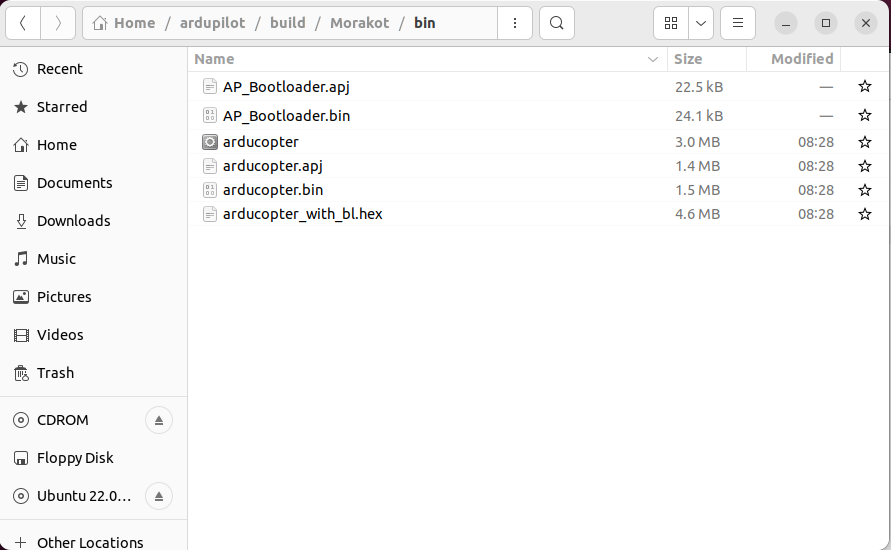 Home / ardupilot / build / Morakot / bin
Name Size Modified
Recent
AP_Bootloader.apj 22.5 kB —
Starred
AP_Bootloader.bin 24.1 kB —
Home
arducopter 3.0 MB 08:28
arducopter.apj 1.4 MB 08:28
Documents
arducopter.bin 1.5 MB 08:28
Downloads
arducopter_with_bl.hex 4.6 MB 08:28
Music
Pictures
Videos
Trash
CDROM
Floppy Disk
Ubuntu 22.0…
Other Locations